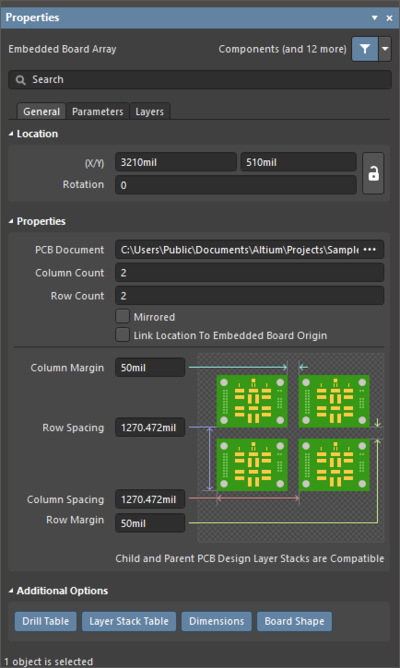 Properties
Embedded Board Array Components (and 12 more)
Search
General Parameters Layers
Location
(X/Y) 3210mil 510mil
Rotation 0
Properties
PCB Document C:\Users\Public\Documents\Altium\Projects\Sample •••
Column Count 2
Row Count 2
Mirrored
Link Location To Embedded Board Origin
Column Margin 50mil
Row Spacing 1270.472mil
Column Spacing 1270.472mil
Row Margin 50mil
Child and Parent PCB Design Layer Stacks are Compatible
Additional Options
Drill Table Layer Stack Table Dimensions Board Shape
1 object is selected